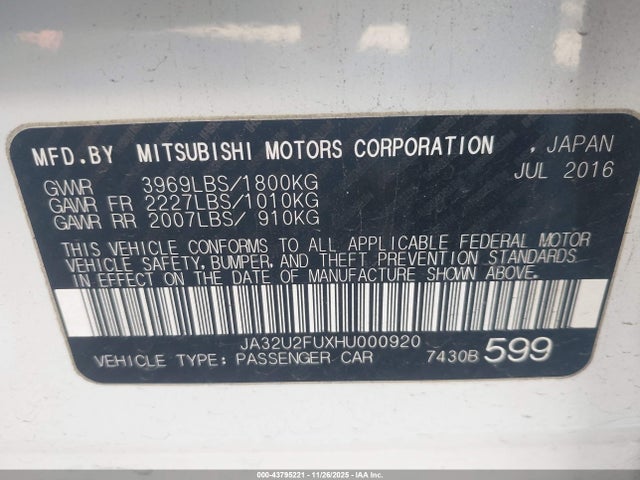 MFD.BY MITSUBISHI MOTORS CORPORATION , JAPAN
JUL 2016
GVWR 3969LBS/1800KG
GAWR FR 2227LBS/1010KG
GAWR RR 2007LBS/ 910KG
THIS VEHICLE CONFORMS TO ALL APPLICABLE FEDERAL MOTOR
VEHICLE SAFETY, BUMPER, AND THEFT PREVENTION STANDARDS
IN EFFECT ON THE DATE OF MANUFACTURE SHOWN ABOVE.
JA32U2FUXHU000920
VEHICLE TYPE: PASSENGER CAR 7430B 599
000-43795221 - 11/26/2025 - IAAI.COM